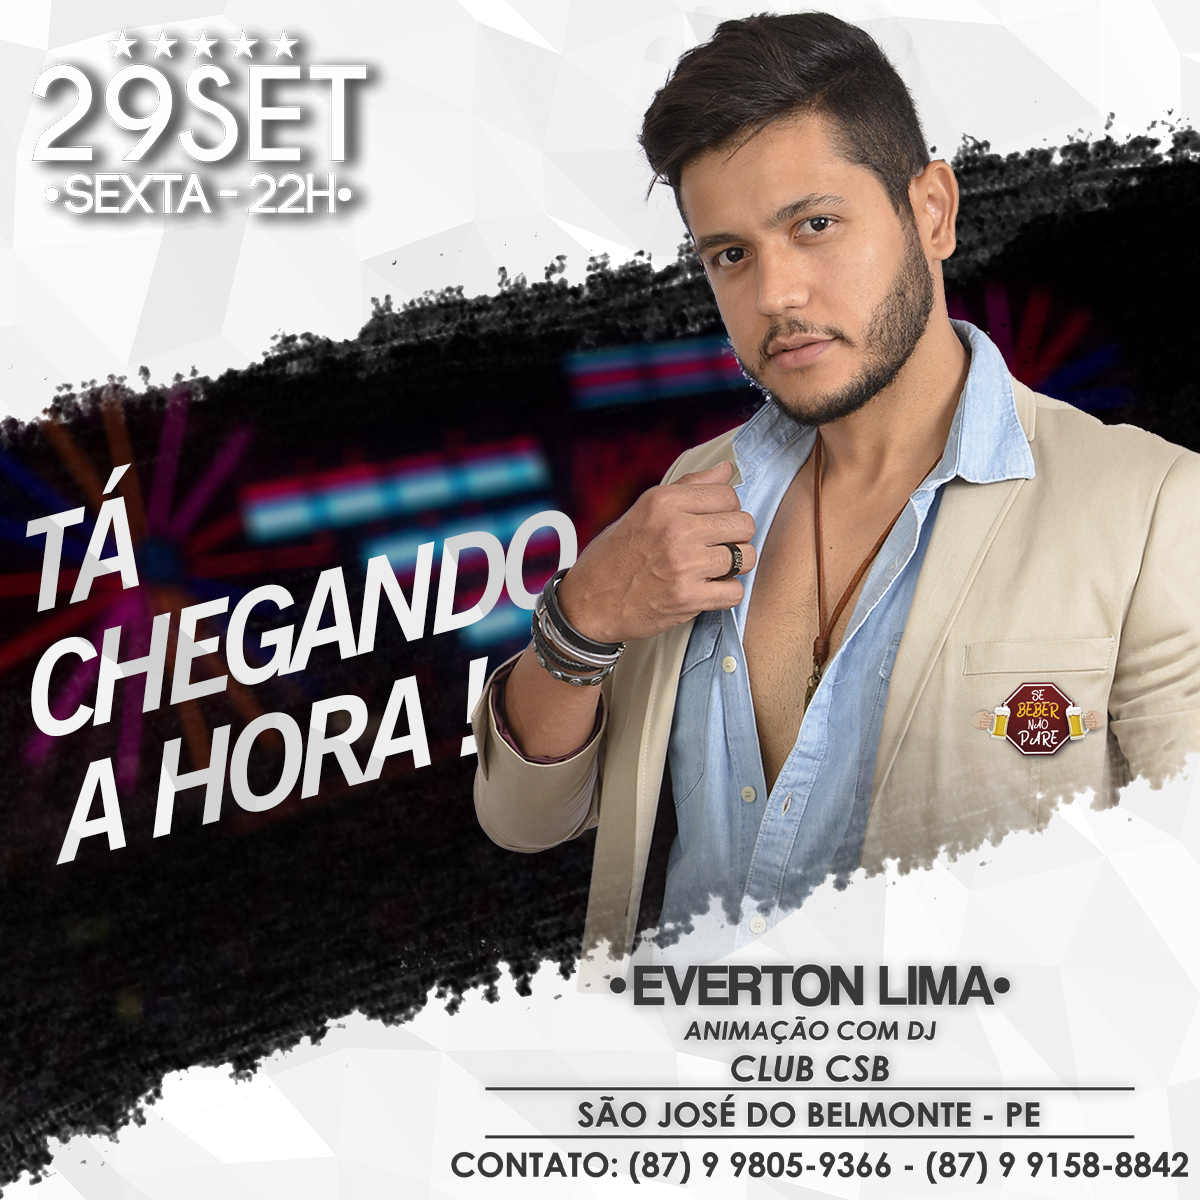 29SET
•SEXTA - 22H•
TÁ
CHEGANDO
A HORA !
SE
BEBER
NÃO
PARE
•EVERTON LIMA•
ANIMAÇÃO COM DJ
CLUB CSB
SÃO JOSÉ DO BELMONTE - PE
CONTATO: (87) 9 9805-9366 - (87) 9 9158-8842